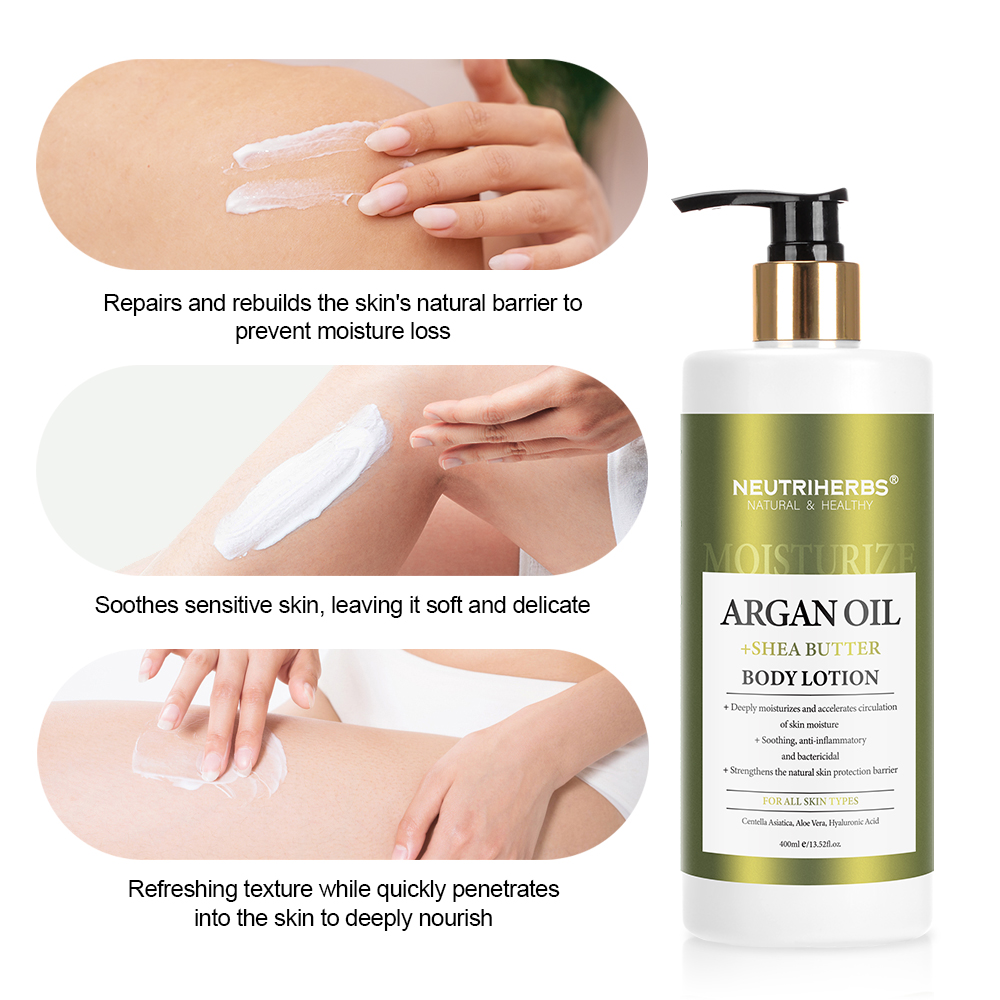 Repairs and rebuilds the skin's natural barrier to
prevent moisture loss
Soothes sensitive skin, leaving it soft and delicate
Refreshing texture while quickly penetrates
into the skin to deeply nourish
NEUTRIHERBS®
NATURAL & HEALTHY
MOISTURIZE
ARGAN OIL
+SHEA BUTTER
BODY LOTION
+ Deeply moisturizes and accelerates circulation
of skin moisture
+ Soothing, anti-inflammatory
and bactericidal
+ Strengthens the natural skin protection barrier
FOR ALL SKIN TYPES
Centella Asiatica, Aloe Vera, Hyaluronic Acid
400ml e/13.52fl.oz.